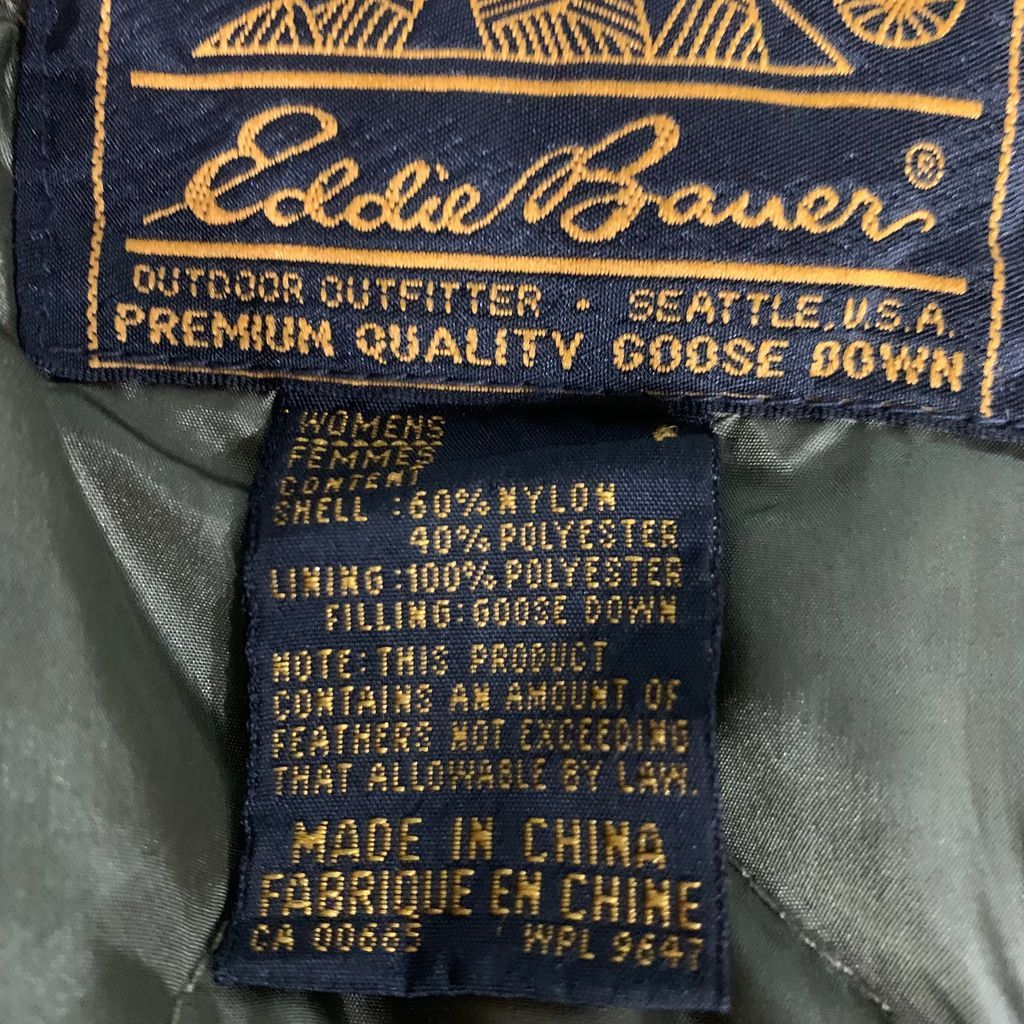 Eddie Bauer®
OUTDOOR OUTFITTER · SEATTLE, U.S.A.
PREMIUM QUALITY GOOSE DOWN
WOMENS
FEMMES
CONTENT
SHELL :60% NYLON
40% POLYESTER
LINING :100% POLYESTER
FILLING: GOOSE DOWN
NOTE: THIS PRODUCT
CONTAINS AN AMOUNT OF
FEATHERS NOT EXCEEDING
THAT ALLOWABLE BY LAW.
MADE IN CHINA
FABRIQUE EN CHINE
CA 00665 WPL 9647